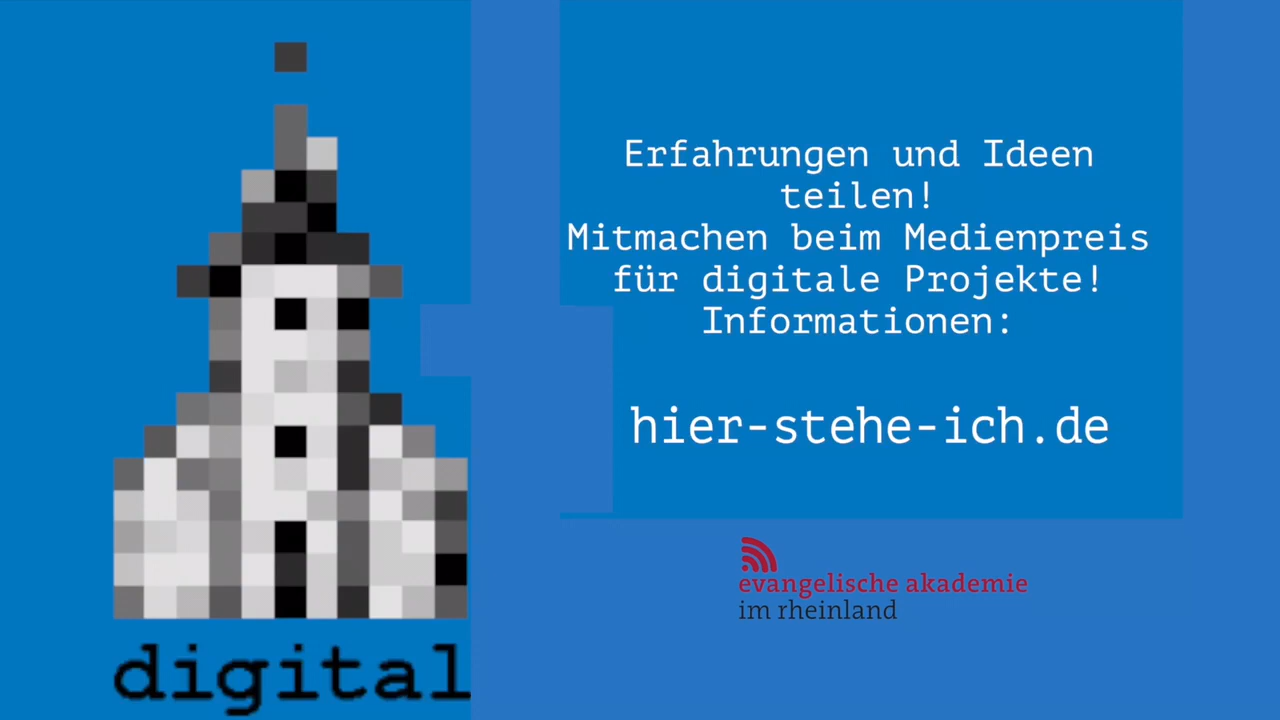 Erfahrungen und Ideen
teilen!
Mitmachen beim Medienpreis
für digitale Projekte!
Informationen:
hier-stehe-ich.de
evangelische akademie
im rheinland
digital